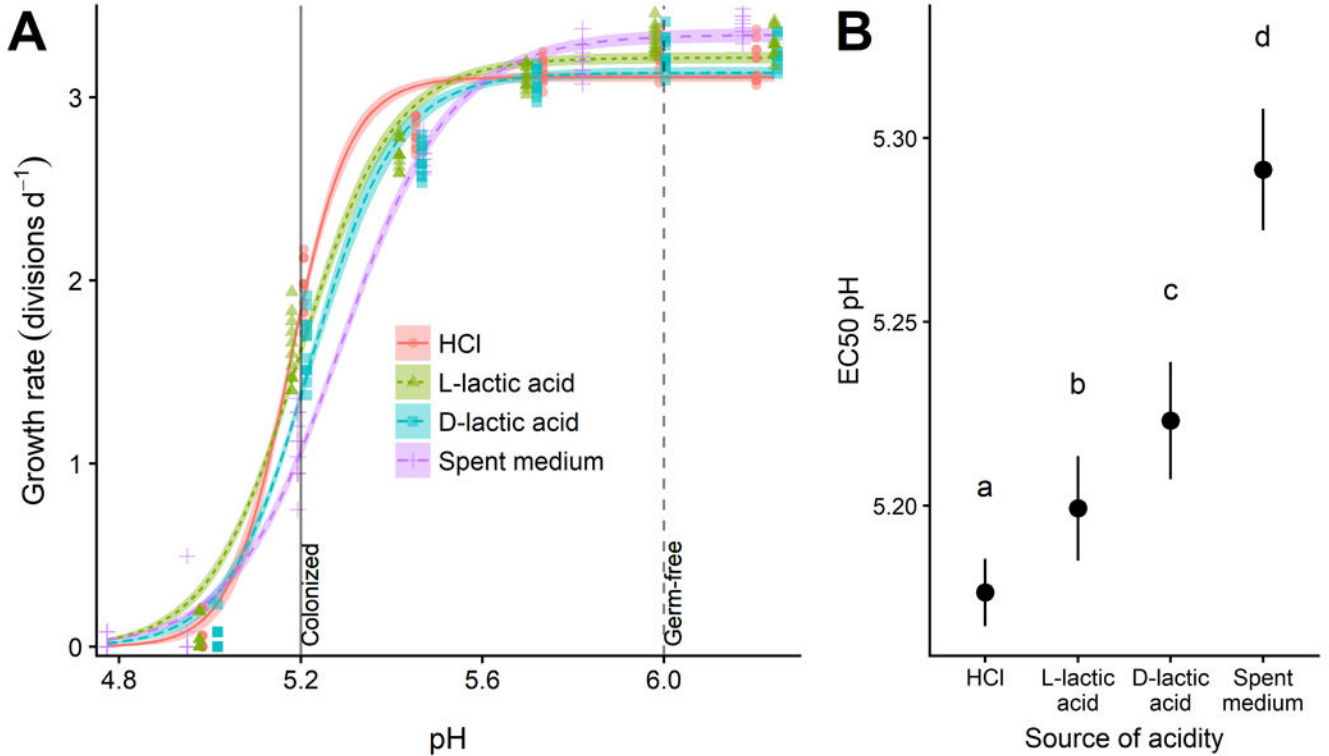 A
Growth rate (divisions d⁻¹)
3
2
1
0
HCl
L-lactic acid
D-lactic acid
Spent medium
Colonized
Germ-free
4.8
5.2
5.6
6.0
pH
B
EC50 pH
5.30
5.25
5.20
a
b
c
d
HCl
L-lactic
acid
D-lactic
acid
Spent
medium
Source of acidity